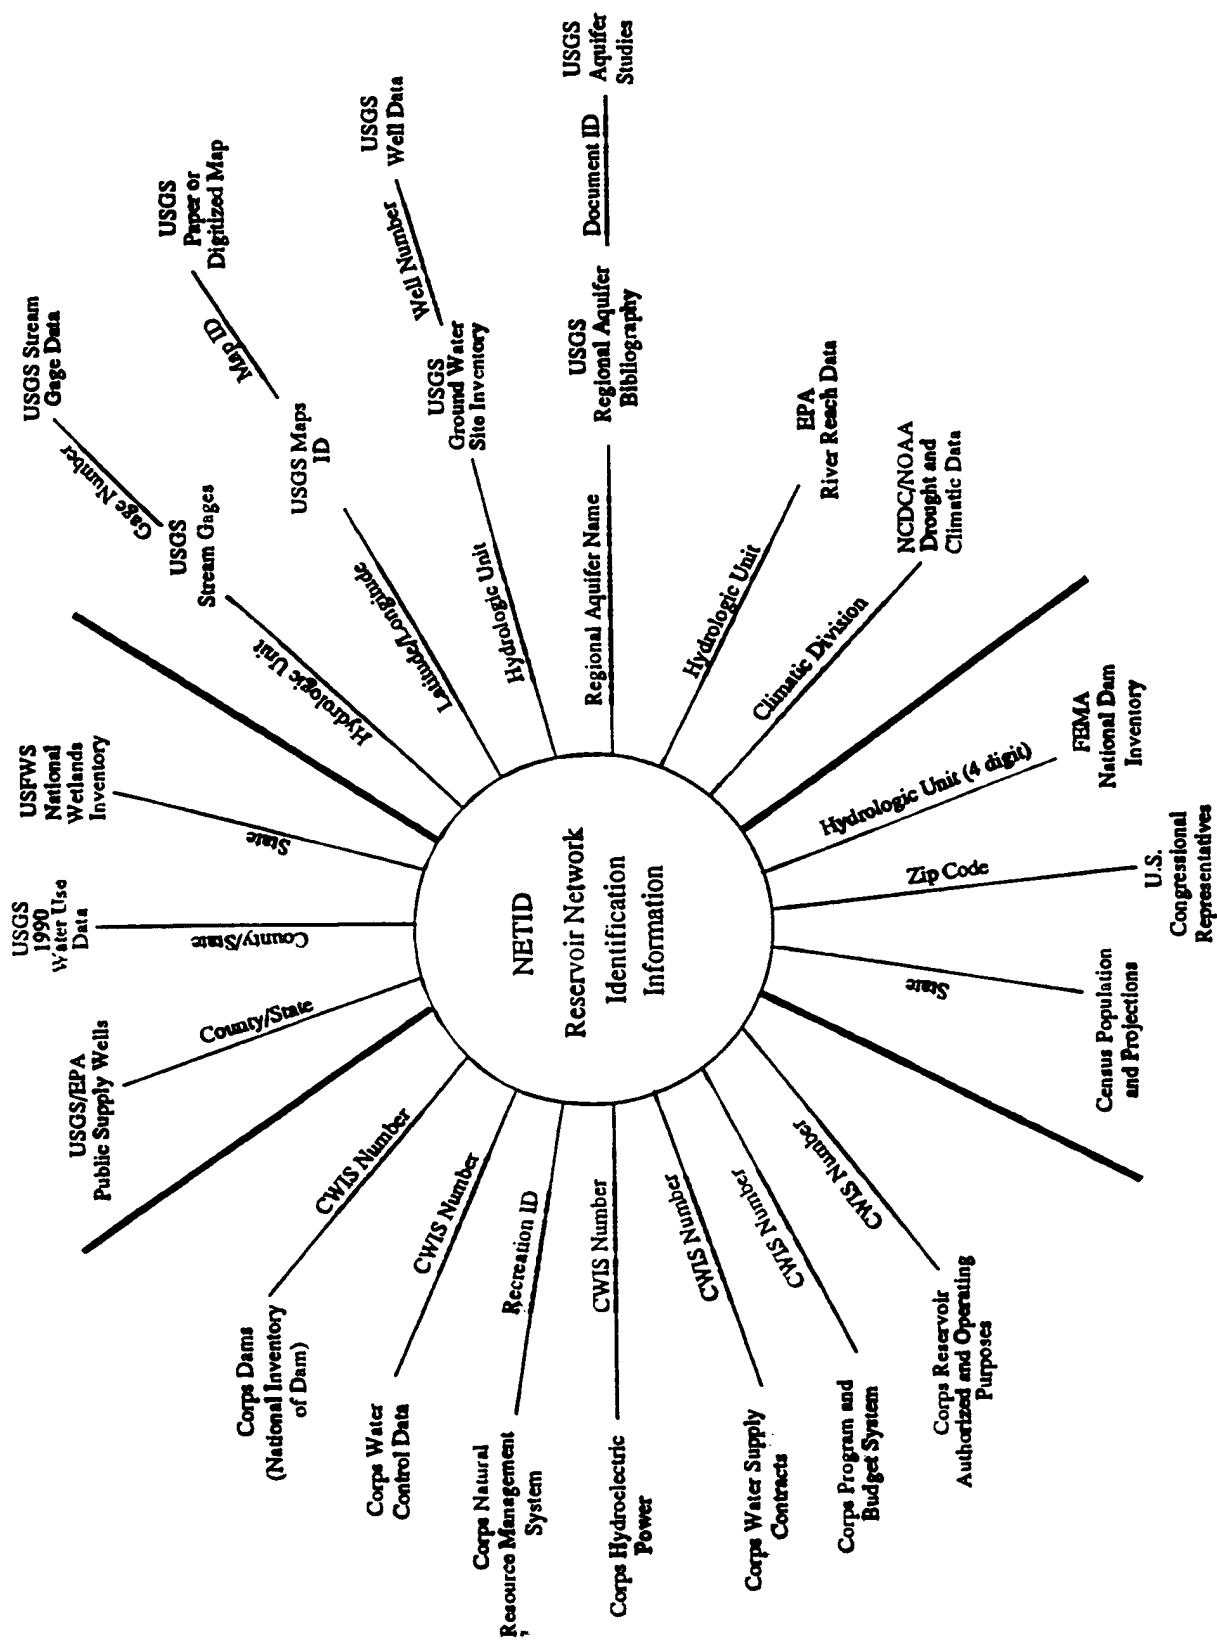 NETID
Reservoir Network
Identification
Information
County/State
USGS/EPA
Public Supply Wells
County/State
USGS
1990
Water Use
Data
State
USFWS
National
Wetlands
Inventory
Hydrologic Unit
USGS
Stream Gages
Gage Number
USGS Stream
Gage Data
Latitude/Longitude
USGS Maps
ID
Map ID
USGS
Paper or
Digitized Map
Hydrologic Unit
USGS
Ground Water
Site Inventory
Well Number
USGS
Well Data
Regional Aquifer Name
USGS
Regional Aquifer
Bibliography
Document ID
USGS
Aquifer
Studies
Hydrologic Unit
EPA
River Reach Data
Climatic Division
NCDC/NOAA
Drought and
Climatic Data
Hydrologic Unit (4 digit)
FEMA
National Dam
Inventory
Zip Code
U.S.
Congressional
Representatives
State
Census Population
and Projections
CWIS Number
Corps Reservoir
Authorized and Operating
Purposes
CWIS Number
Corps Program and
Budget System
CWIS Number
Corps Water Supply
Contracts
CWIS Number
Corps Hydroelectric
Power
Recreation ID
Corps Natural
Resource Management
System
CWIS Number
Corps Water
Control Data
CWIS Number
Corps Dams
(National Inventory
of Dam)